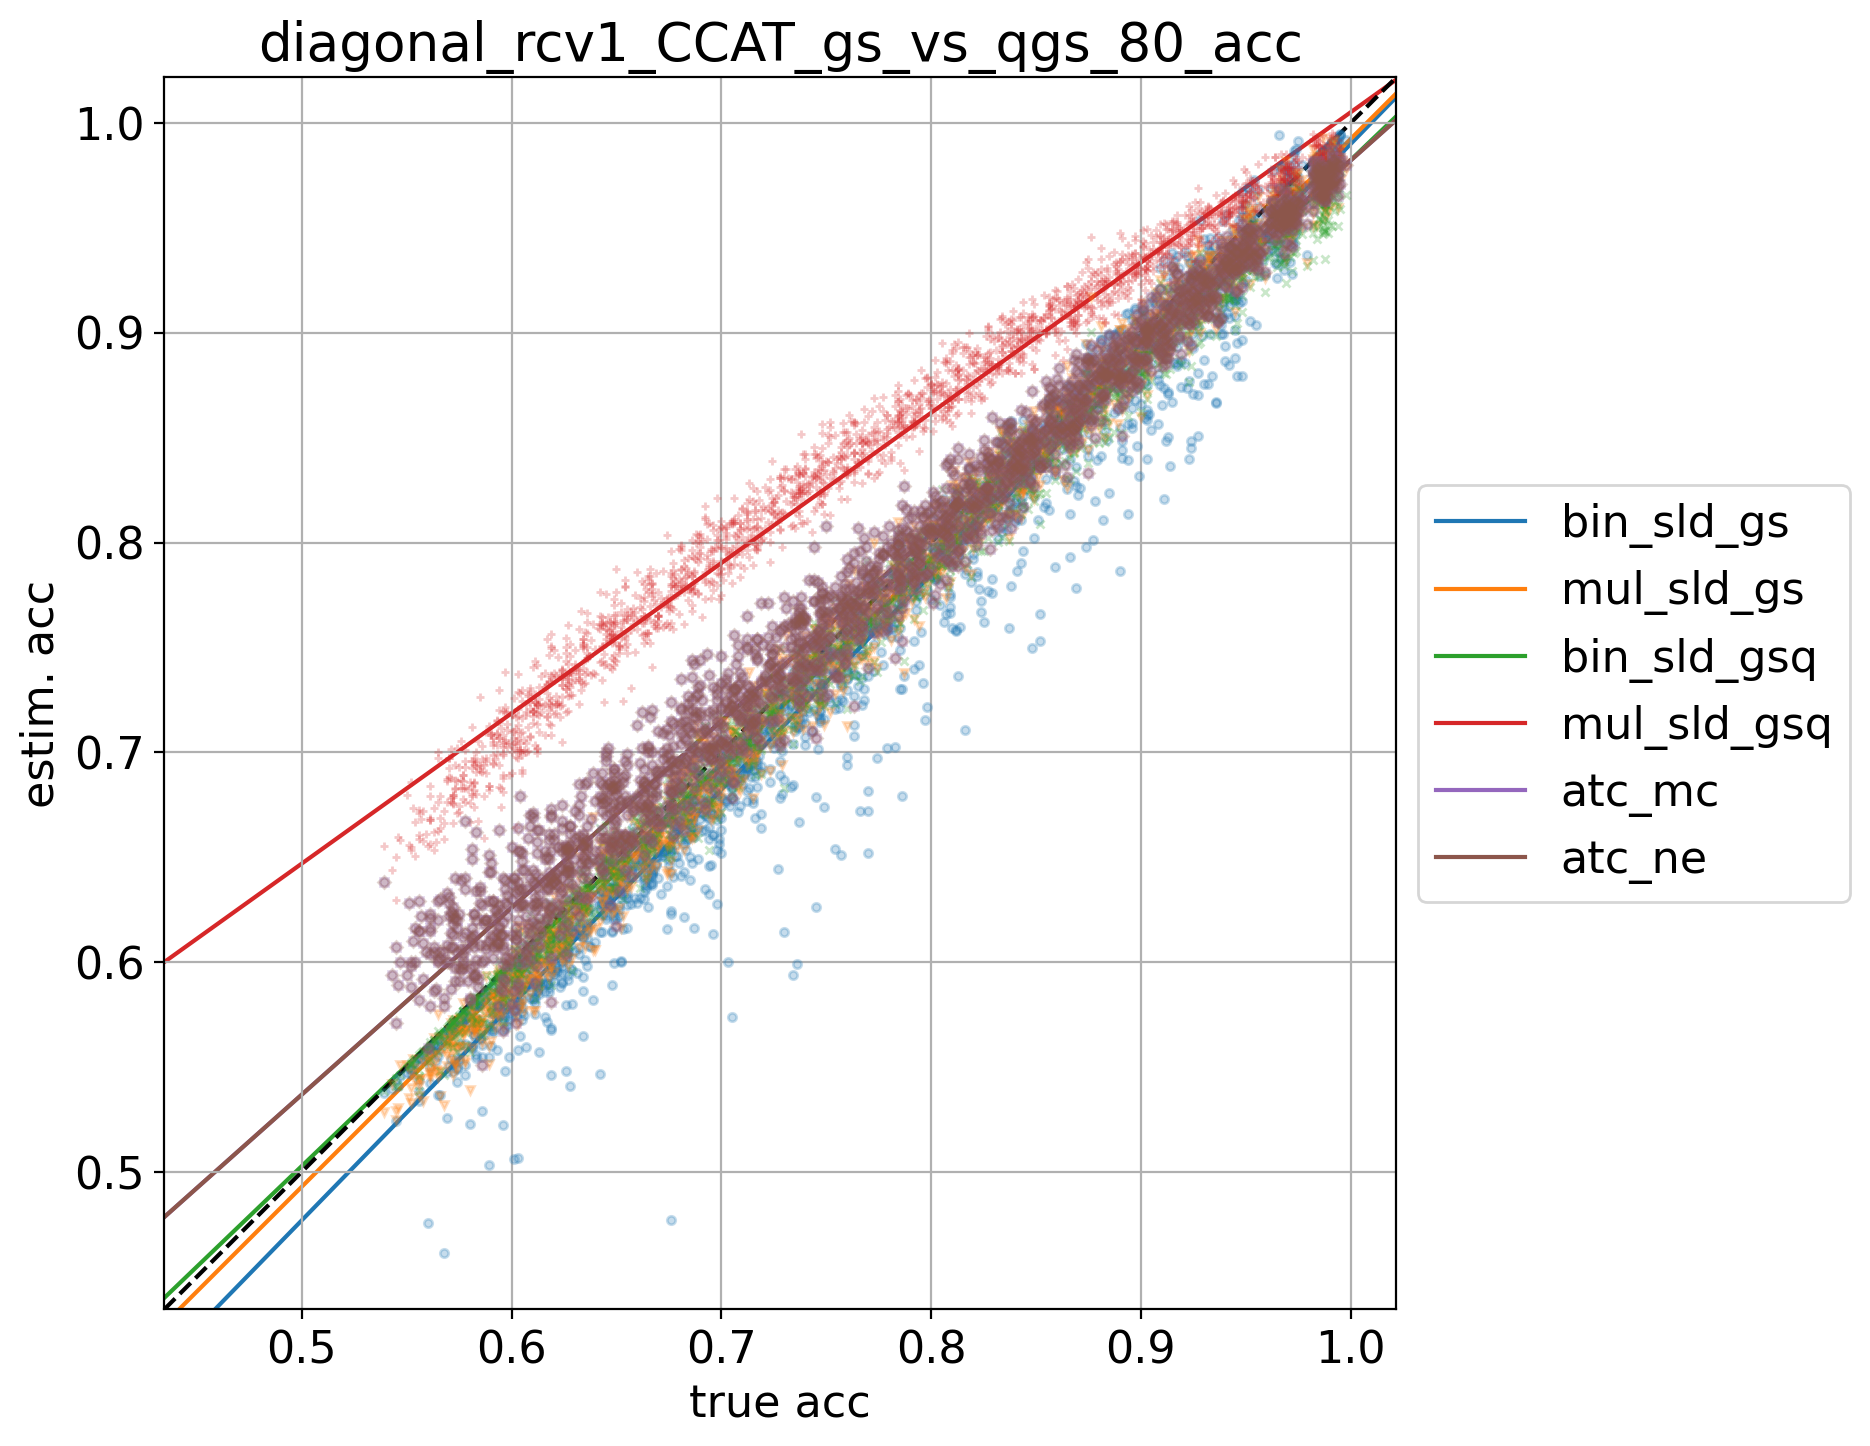 diagonal_rcv1_CCAT_gs_vs_qgs_80_acc
1.0
0.9
0.8
0.7
0.6
0.5
estim. acc
0.5 0.6 0.7 0.8 0.9 1.0
true acc
bin_sld_gs
mul_sld_gs
bin_sld_gsq
mul_sld_gsq
atc_mc
atc_ne